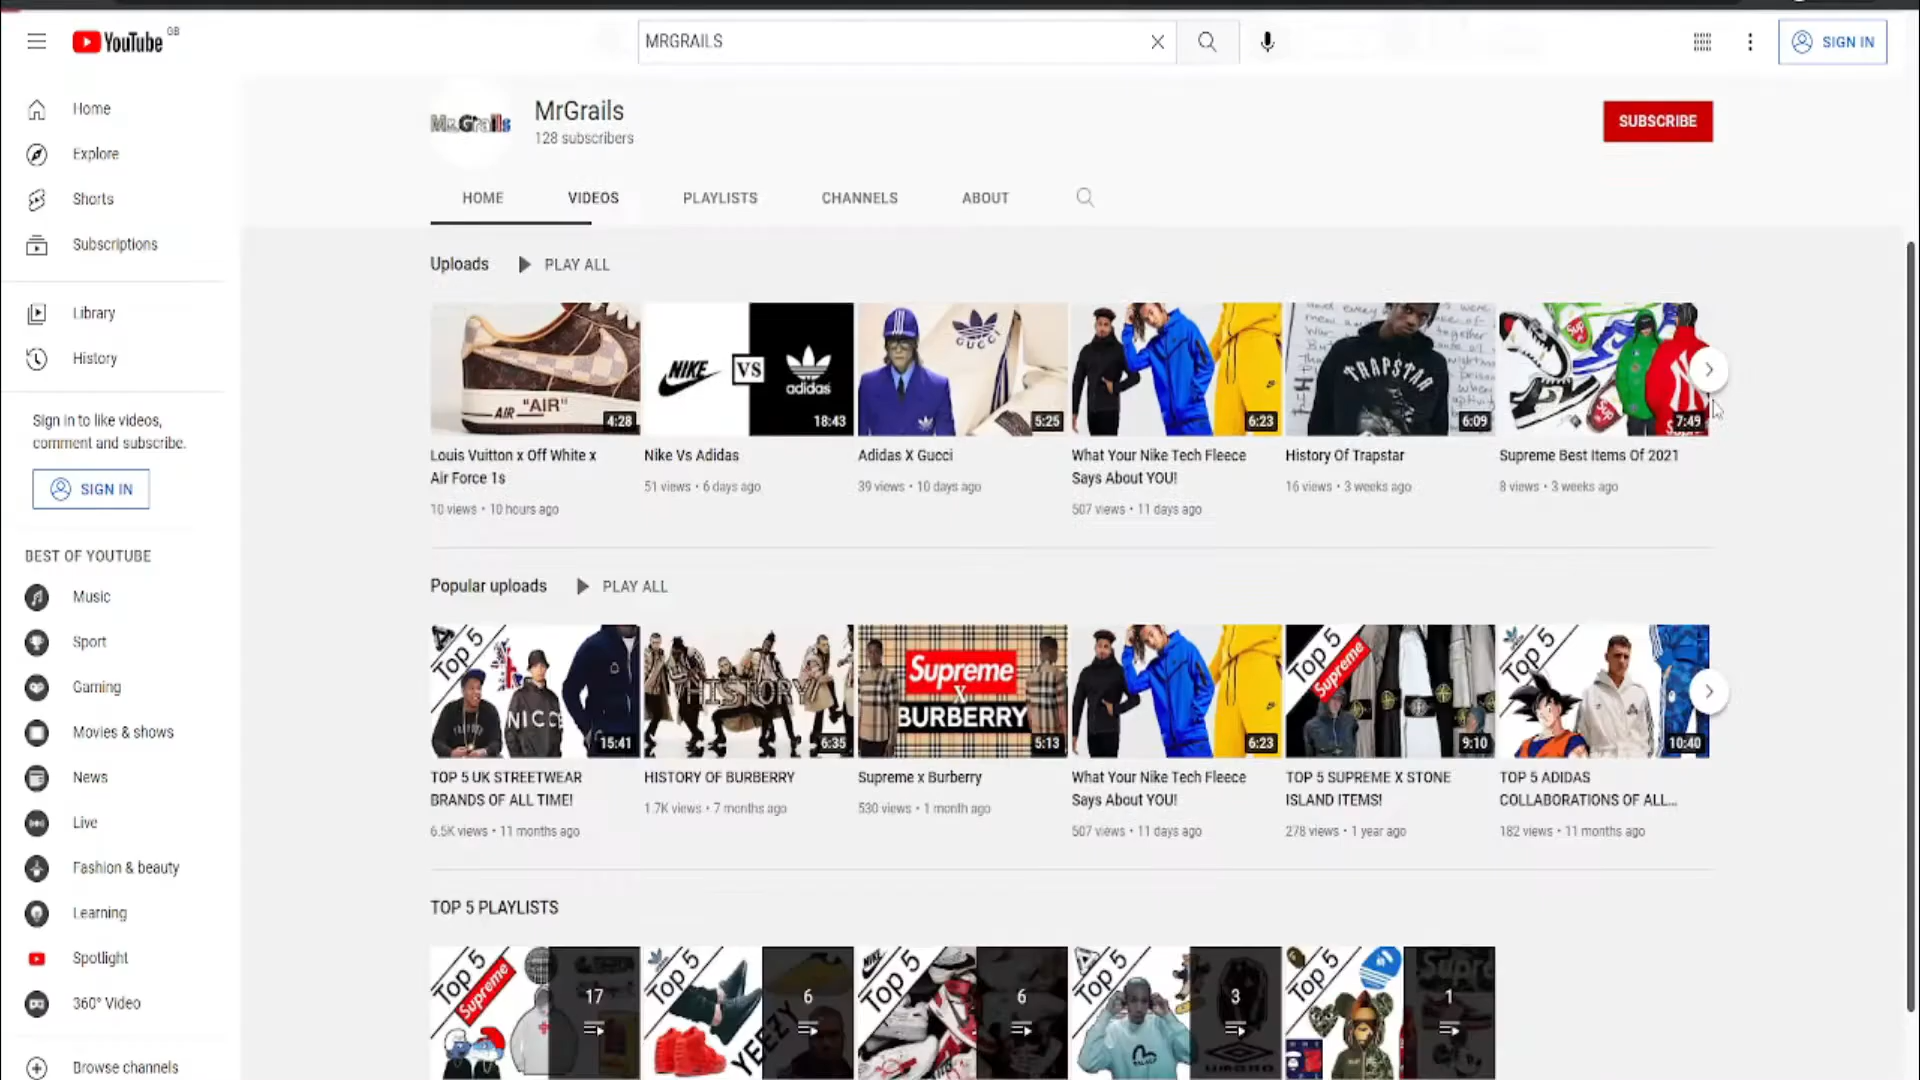 YouTube GB
MRGRAILS
SIGN IN
Home
Explore
Shorts
Subscriptions
Library
History
Sign in to like videos,
comment and subscribe.
SIGN IN
BEST OF YOUTUBE
Music
Sport
Gaming
Movies & shows
News
Live
Fashion & beauty
Learning
Spotlight
360° Video
Browse channels
Mr.Grails
MrGrails
128 subscribers
SUBSCRIBE
HOME VIDEOS PLAYLISTS CHANNELS ABOUT
Uploads PLAY ALL
AIR "AIR"
4:28
NIKE VS adidas
18:43
GUCCI
5:25
6:23
TRAPSTAR
6:09
7:49
Louis Vuitton x Off White x
Air Force 1s
10 views • 10 hours ago
Nike Vs Adidas
51 views • 6 days ago
Adidas X Gucci
39 views • 10 days ago
What Your Nike Tech Fleece
Says About YOU!
507 views • 11 days ago
History Of Trapstar
16 views • 3 weeks ago
Supreme Best Items Of 2021
8 views • 3 weeks ago
Popular uploads PLAY ALL
Top 5
NICC
15:41
HISTORY
6:35
Supreme
X
BURBERRY
5:13
6:23
Top 5
Supreme
9:10
Top 5
10:40
TOP 5 UK STREETWEAR
BRANDS OF ALL TIME!
6.5K views • 11 months ago
HISTORY OF BURBERRY
1.7K views • 7 months ago
Supreme x Burberry
530 views • 1 month ago
What Your Nike Tech Fleece
Says About YOU!
507 views • 11 days ago
TOP 5 SUPREME X STONE
ISLAND ITEMS!
278 views • 1 year ago
TOP 5 ADIDAS
COLLABORATIONS OF ALL...
182 views • 11 months ago
TOP 5 PLAYLISTS
Top 5
Supreme
17
Top 5
YEEZY
6
Top 5
NIKE
6
Top 5
3
UMBRO
Top 5
1